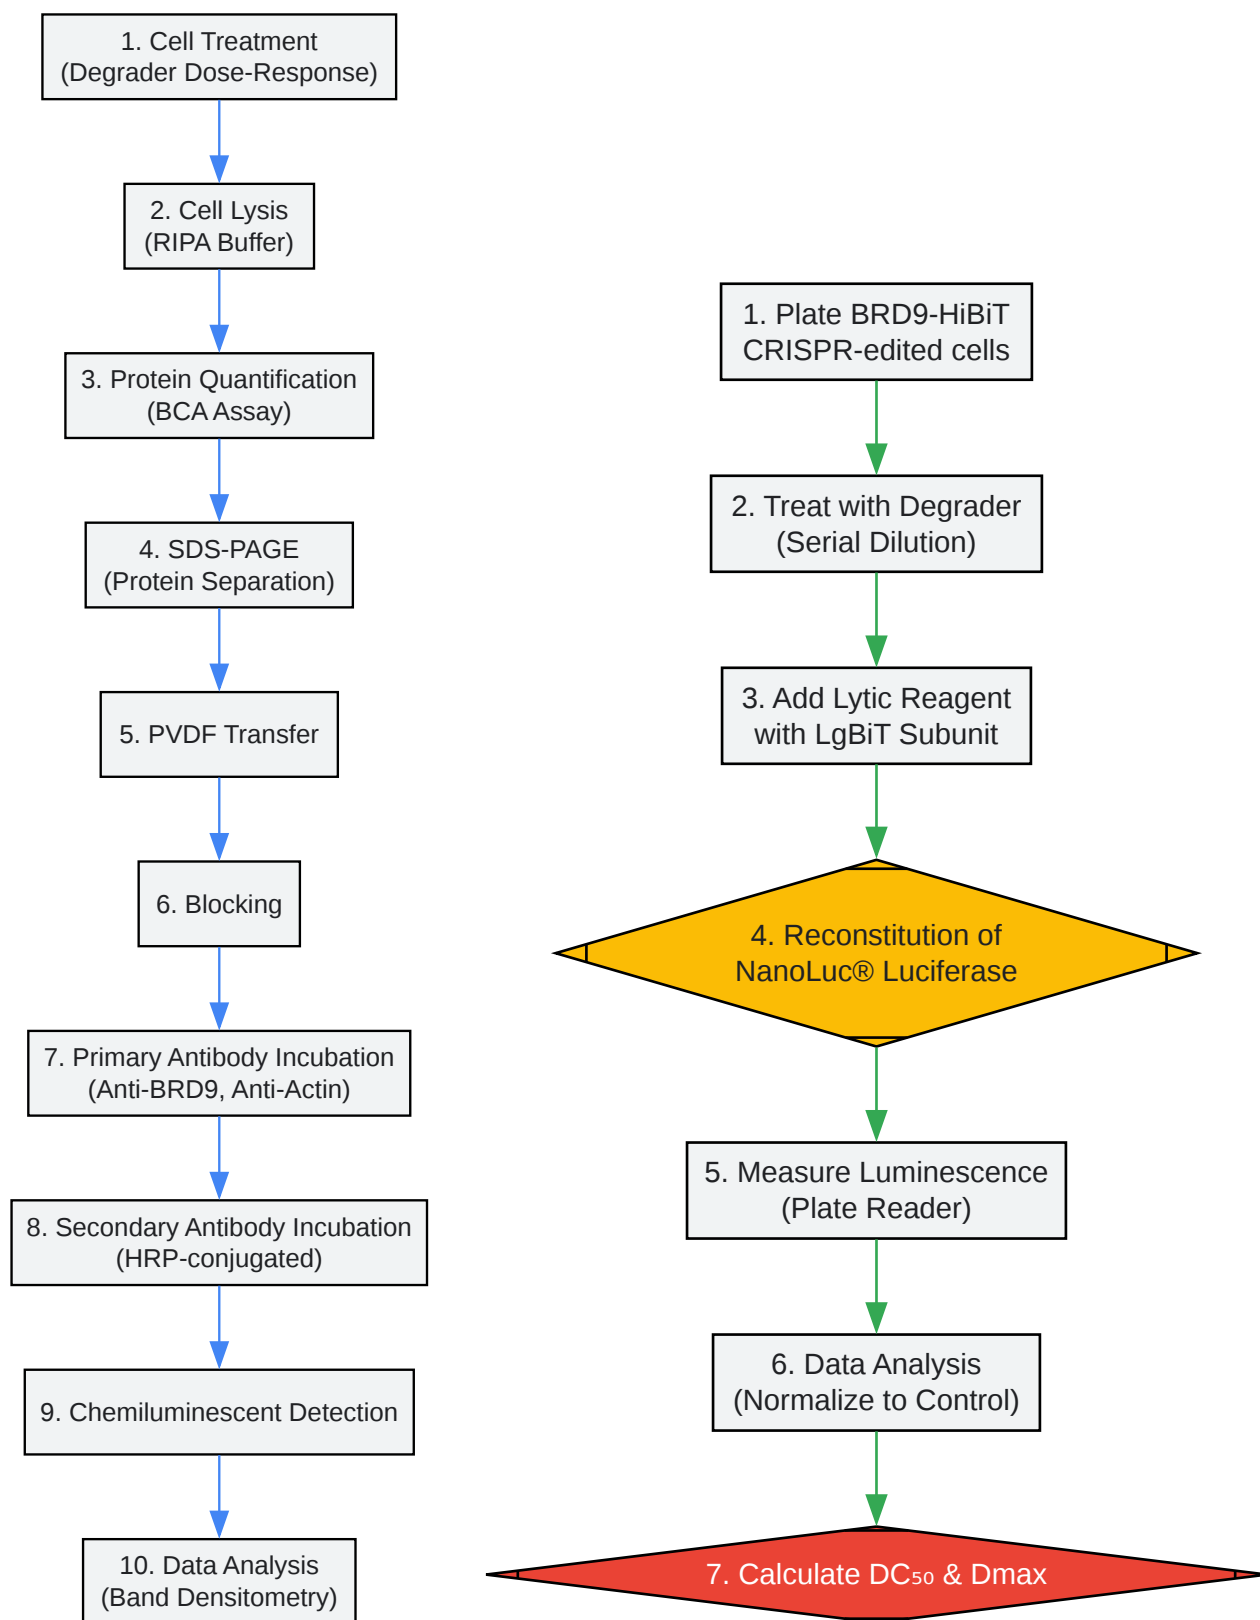 1. Cell Treatment
(Degrader Dose-Response)
2. Cell Lysis
(RIPA Buffer)
3. Protein Quantification
(BCA Assay)
4. SDS-PAGE
(Protein Separation)
5. PVDF Transfer
6. Blocking
7. Primary Antibody Incubation
(Anti-BRD9, Anti-Actin)
8. Secondary Antibody Incubation
(HRP-conjugated)
9. Chemiluminescent Detection
10. Data Analysis
(Band Densitometry)
1. Plate BRD9-HiBiT
CRISPR-edited cells
2. Treat with Degrader
(Serial Dilution)
3. Add Lytic Reagent
with LgBiT Subunit
4. Reconstitution of
NanoLuc® Luciferase
5. Measure Luminescence
(Plate Reader)
6. Data Analysis
(Normalize to Control)
7. Calculate DC₅₀ & Dmax